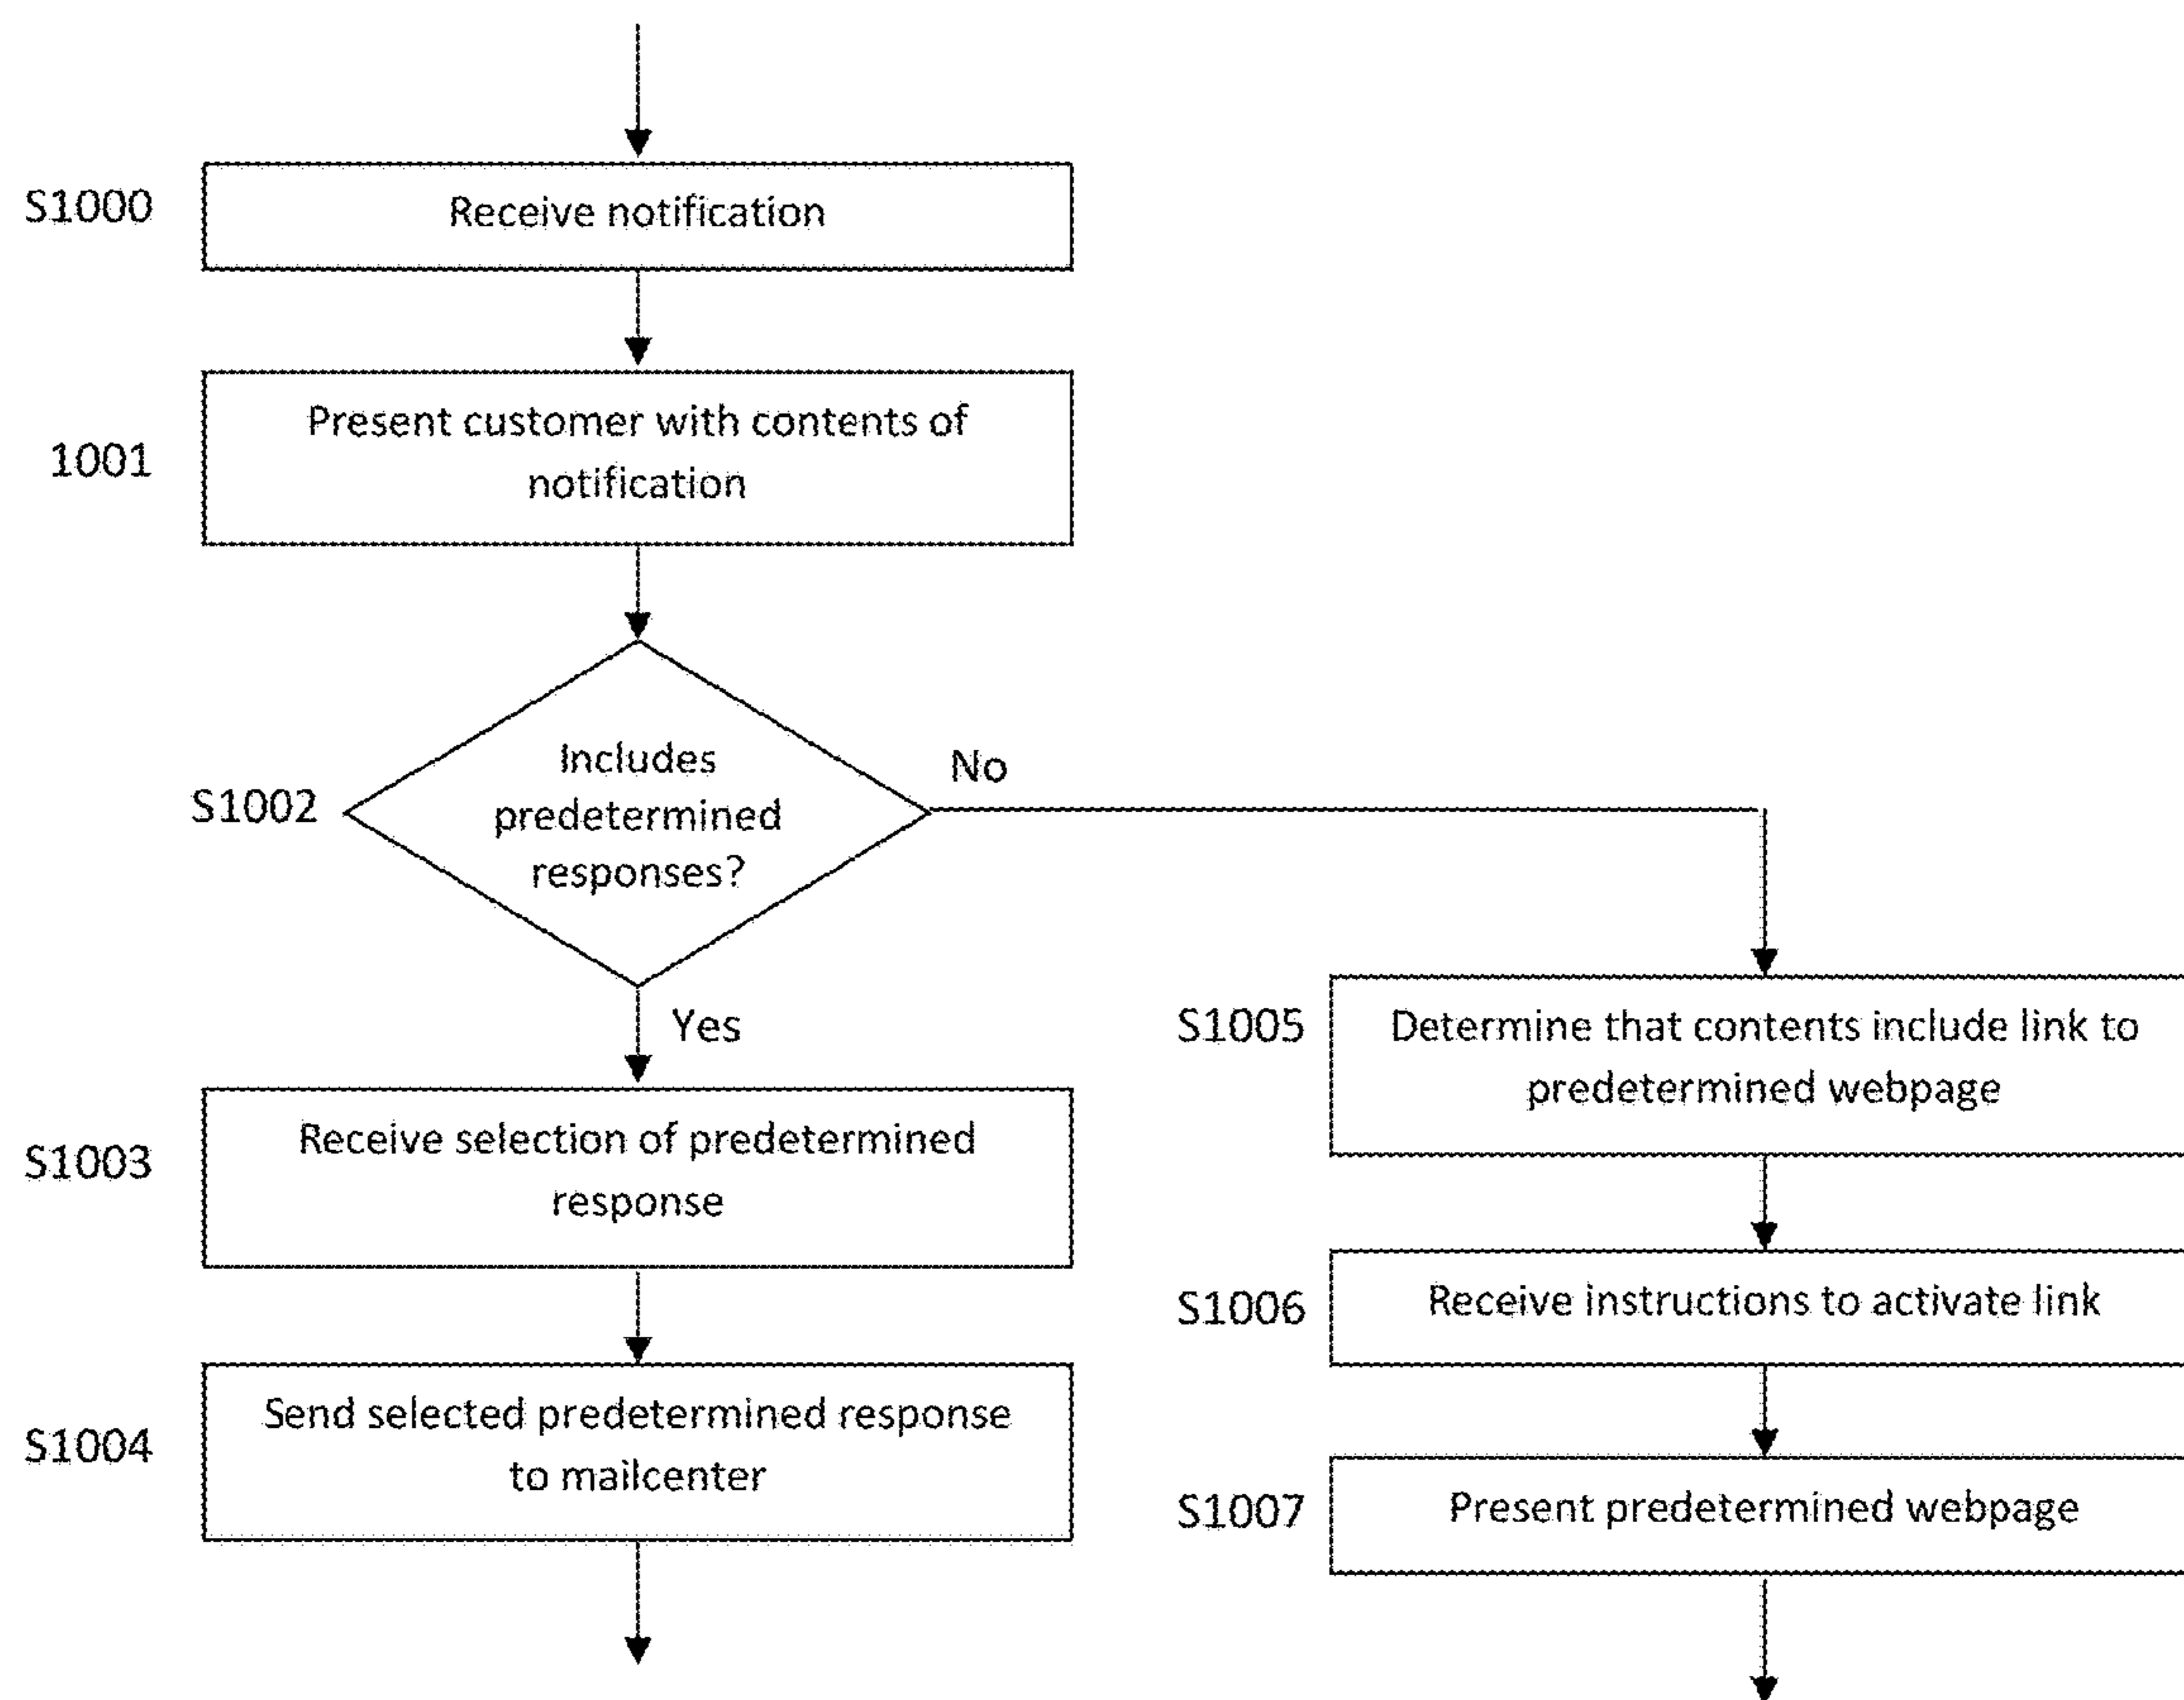 S1000
Receive notification
1001
Present customer with contents of
notification
S1002
Includes
predetermined
responses?
No
Yes
S1003
Receive selection of predetermined
response
S1004
Send selected predetermined response
to mailcenter
S1005
Determine that contents include link to
predetermined webpage
S1006
Receive instructions to activate link
S1007
Present predetermined webpage